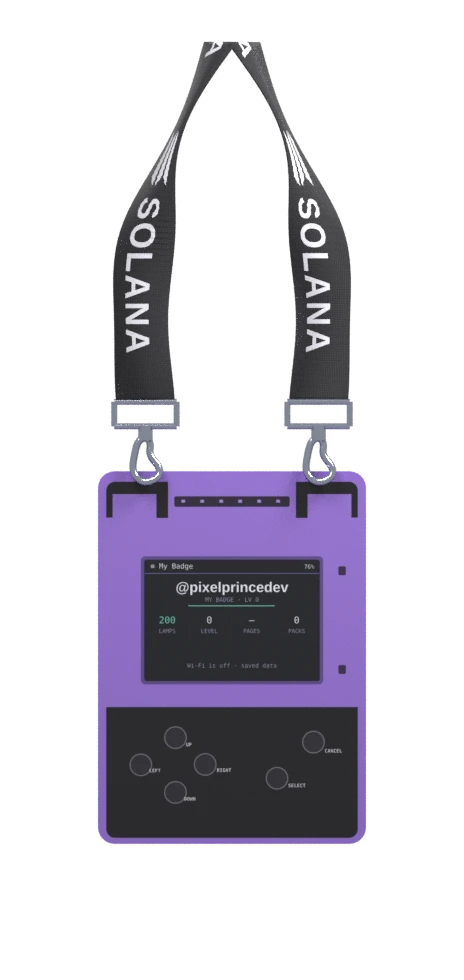 SOLANA
SOLANA
My Badge
76%
@pixelprincedev
MY BADGE · LV 0
200
0
—
0
LAMPS
LEVEL
PAGES
PACKS
Wi-Fi is off · saved data
UP
LEFT
RIGHT
DOWN
CANCEL
SELECT